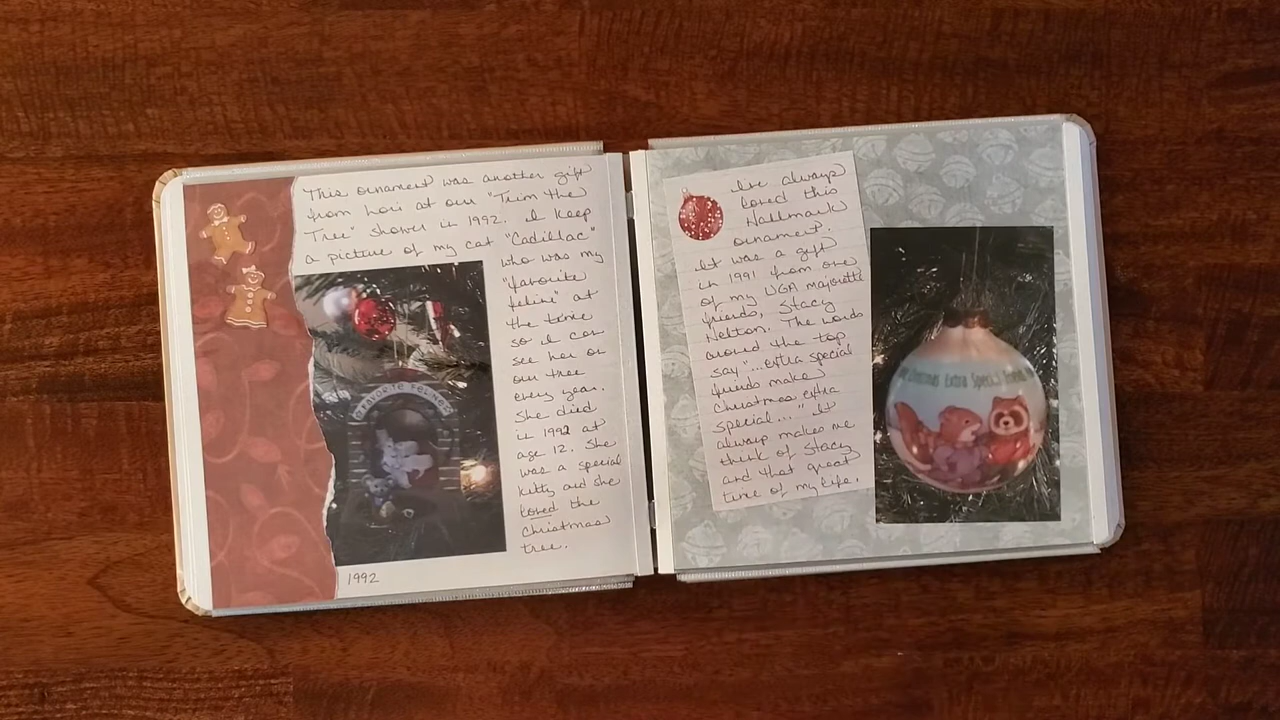 This ornament was another gift
from Lori at our "Trim the
Tree" shower in 1992. I keep
a picture of my cat "Cadillac"
who was my
"favorite
feline" at
the time
so I can
see her on
our tree
every year.
She died
in 1992 at
age 12. She
was a special
kitty and she
loved the
Christmas
tree.
FAVORITE FELINE
1992
I've always
loved this
Hallmark
ornament.
It was a gift
in 1991 from one
of my UGA majorette
friends, Stacy
Nelton. The words
around the top
say "...extra special
friends make
Christmas extra
special..." It
always makes me
think of Stacy
and that great
time of my life.
Christmas Extra Special